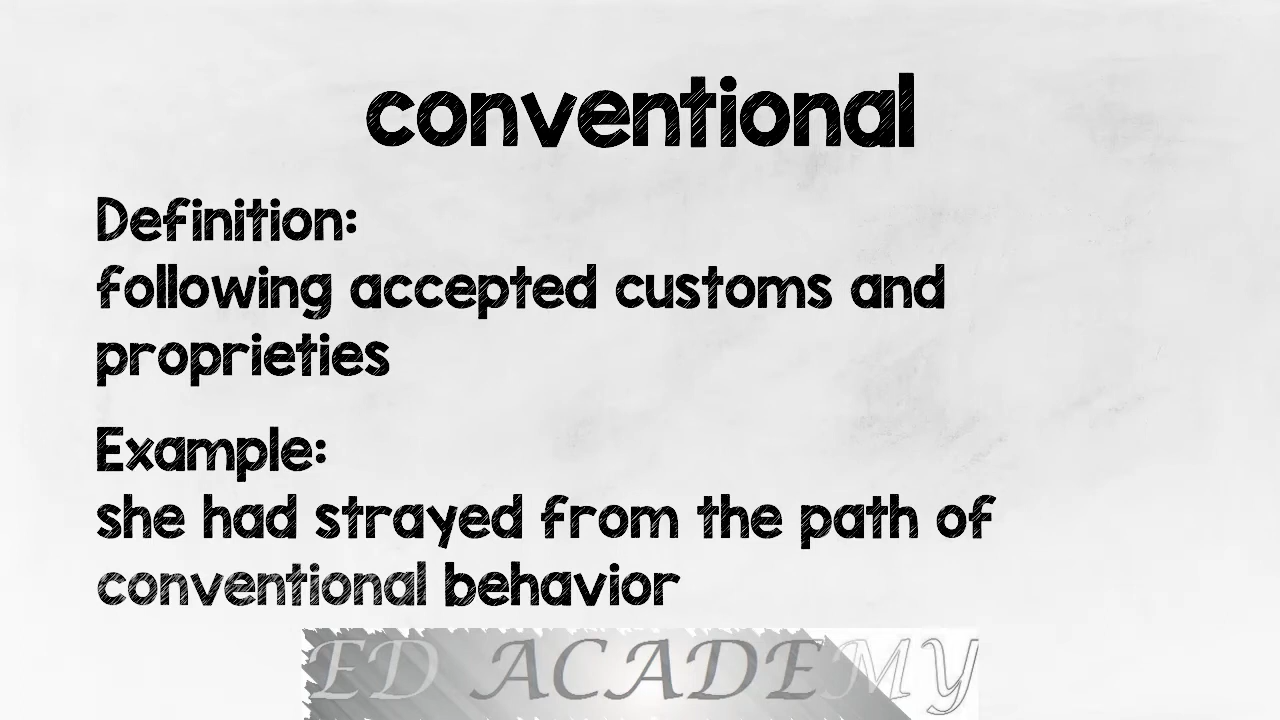 conventional
Definition:
following accepted customs and
proprieties
Example:
she had strayed from the path of
conventional behavior
ED ACADEMY